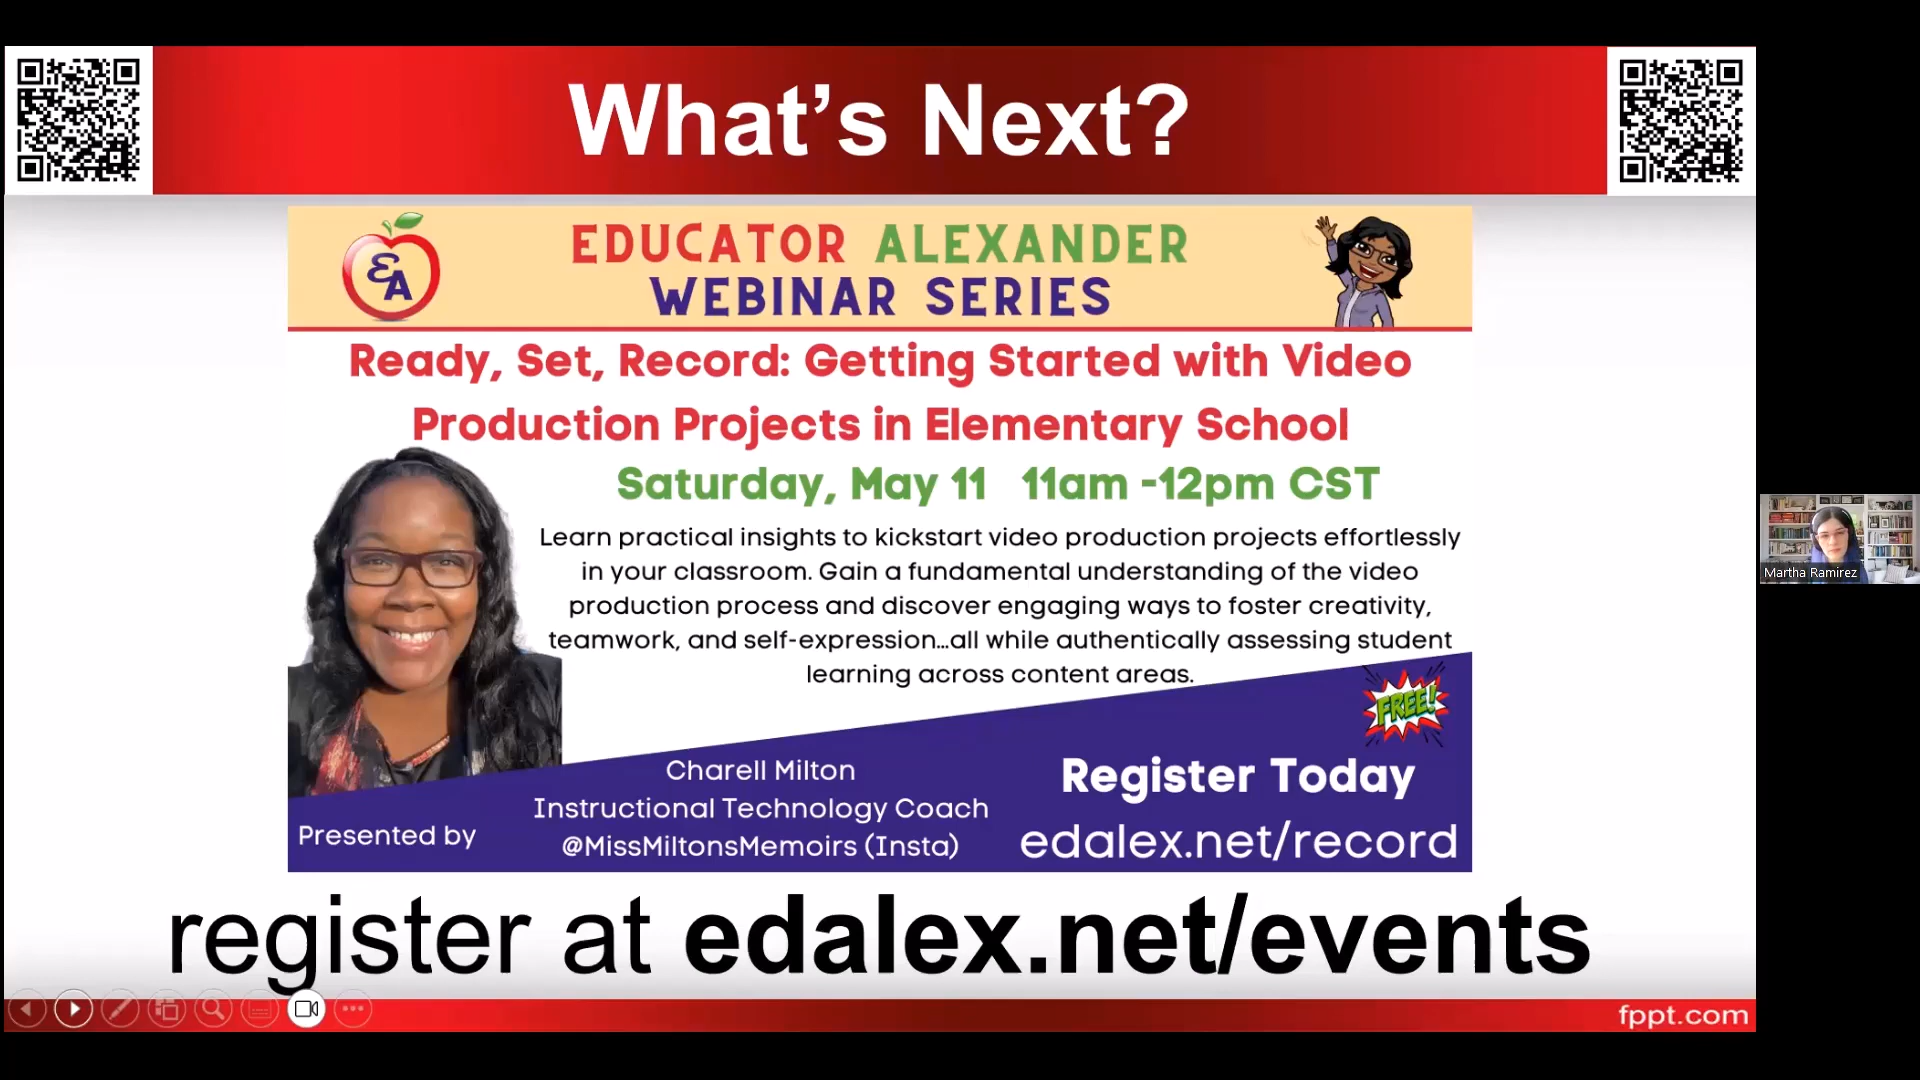 What's Next?
EA
EDUCATOR ALEXANDER
WEBINAR SERIES
Ready, Set, Record: Getting Started with Video
Production Projects in Elementary School
Saturday, May 11 11am -12pm CST
Learn practical insights to kickstart video production projects effortlessly
in your classroom. Gain a fundamental understanding of the video
production process and discover engaging ways to foster creativity,
teamwork, and self-expression...all while authentically assessing student
learning across content areas.
FREE!
Presented by
Charell Milton
Instructional Technology Coach
@MissMiltonsMemoirs (Insta)
Register Today
edalex.net/record
register at edalex.net/events
fppt.com
Martha Ramirez